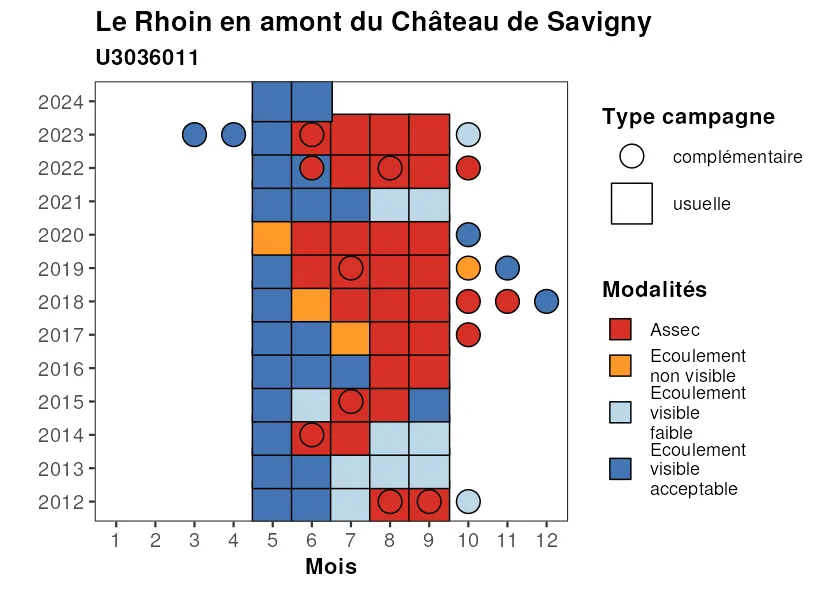 Le Rhoin en amont du Château de Savigny
U3036011
2024
2023
2022
2021
2020
2019
2018
2017
2016
2015
2014
2013
2012
1 2 3 4 5 6 7 8 9 10 11 12
Mois
Type campagne
complémentaire
usuelle
Modalités
Assec
Ecoulement
non visible
Ecoulement
visible
faible
Ecoulement
visible
acceptable